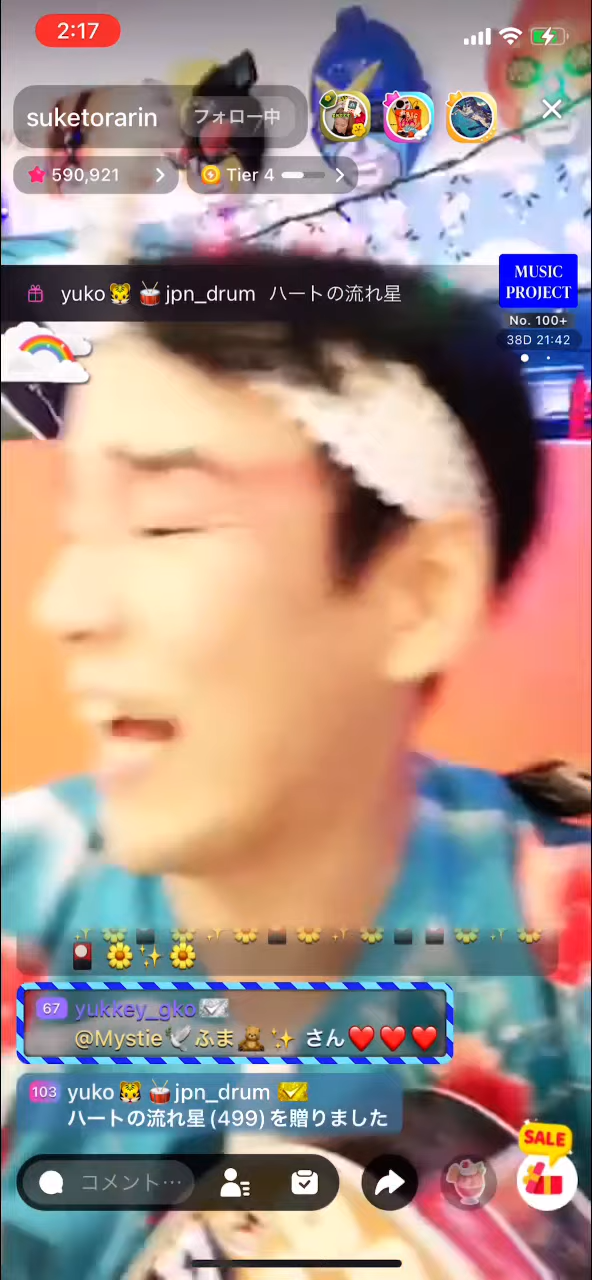 2:17
suketorarin フォロー中
590,921
Tier 4
yuko🐯🥁jpn_drum ハートの流れ星
MUSIC
PROJECT
No. 100+
38D 21:42
✨🌼🎴🌼✨🌼🎴🌼✨🌼🎴🎴🌼✨🌼
🎴🌼✨🌼
67 yukkey_gko
@Mystie🕊️ふま🧸✨ さん❤️❤️❤️
103 yuko🐯🥁jpn_drum
ハートの流れ星(499)を贈りました
SALE
コメント…